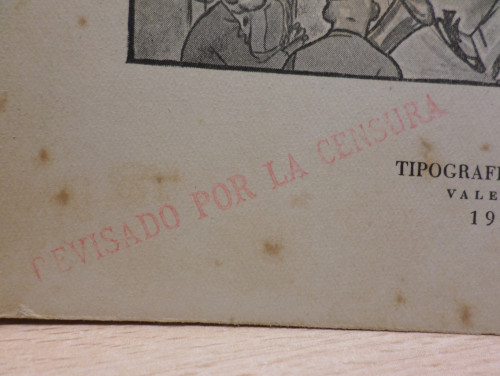 REVISADO POR LA CENSURA
TIPOGRAFI
VALE
19